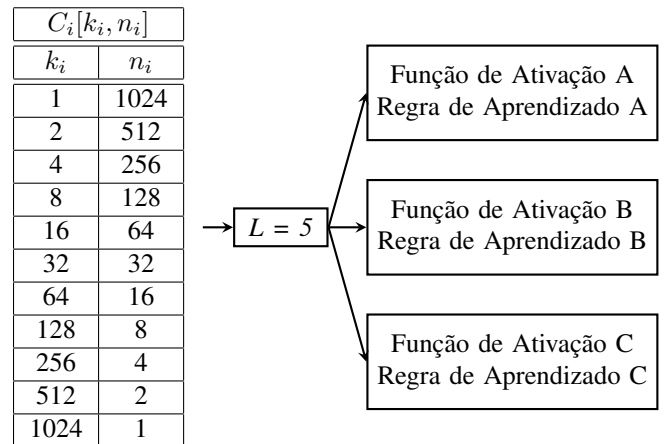 C_i[k_i, n_i]
k_i n_i
1 1024
2 512
4 256
8 128
16 64
32 32
64 16
128 8
256 4
512 2
1024 1
L = 5
Função de Ativação A
Regra de Aprendizado A
Função de Ativação B
Regra de Aprendizado B
Função de Ativação C
Regra de Aprendizado C